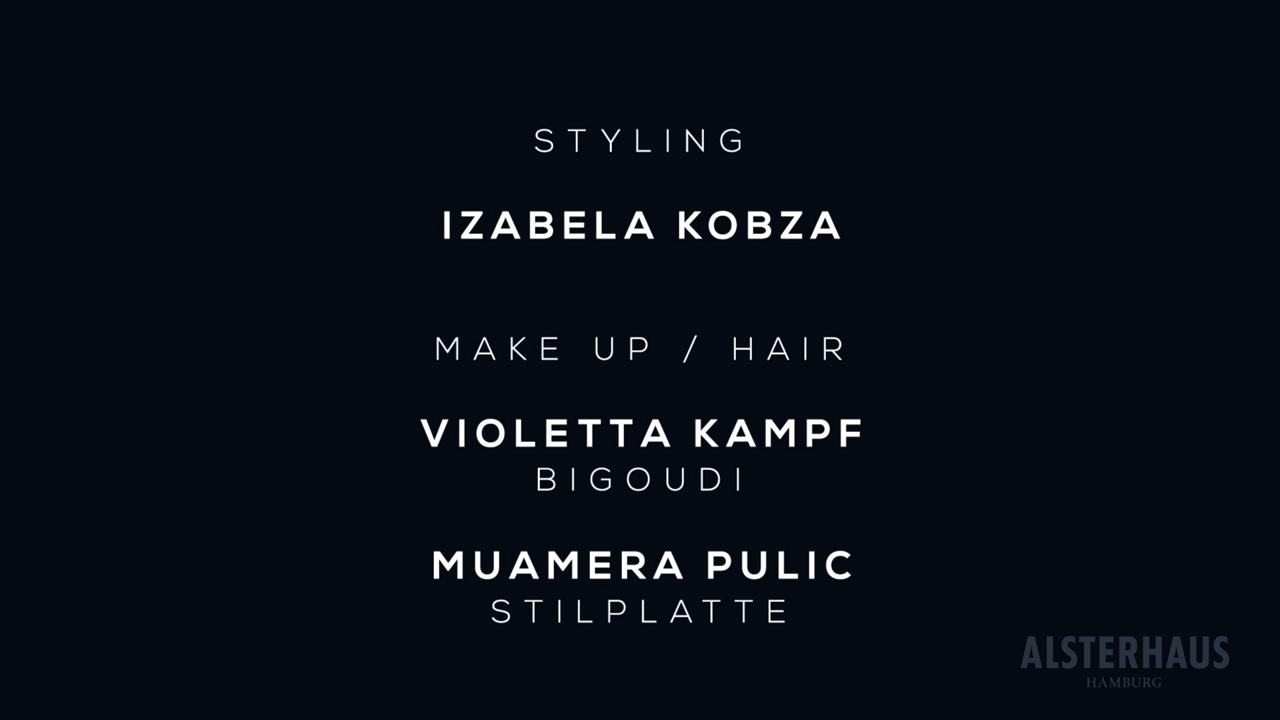 STYLING
IZABELA KOBZA
MAKE UP / HAIR
VIOLETTA KAMPF
BIGOUDI
MUAMERA PULIC
STILPLATTE
ALSTERHAUS
HAMBURG